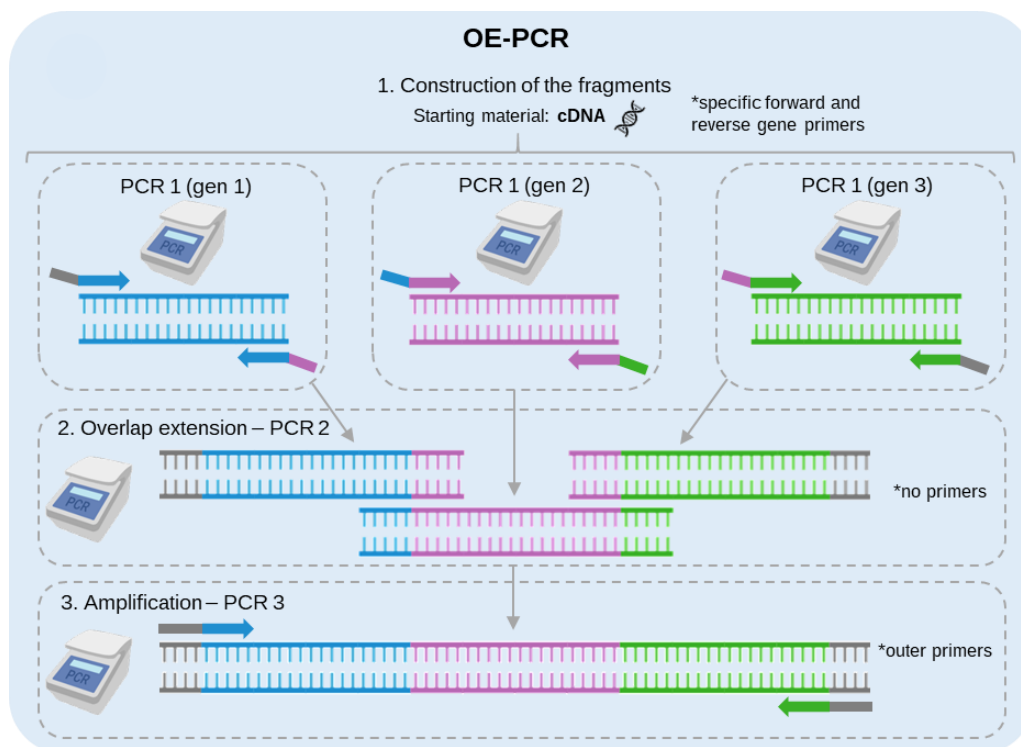 OE-PCR
1. Construction of the fragments
Starting material: cDNA
*specific forward and
reverse gene primers
PCR 1 (gen 1)
PCR 1 (gen 2)
PCR 1 (gen 3)
PCR
PCR
PCR
2. Overlap extension – PCR 2
PCR
*no primers
3. Amplification – PCR 3
PCR
*outer primers